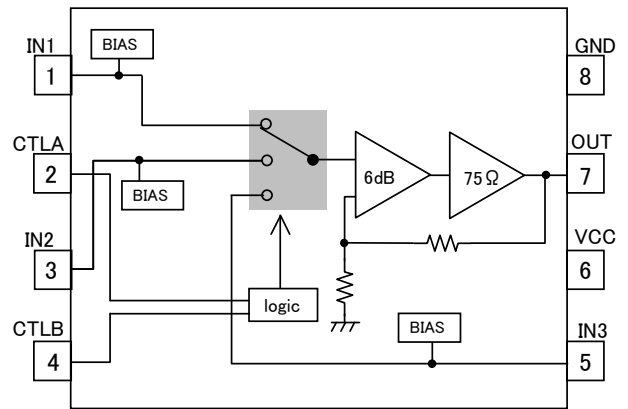 IN1
BIAS
GND
1
8
CTLA
OUT
2
BIAS
6dB
75Ω
7
IN2
VCC
3
6
logic
CTLB
BIAS
IN3
4
5